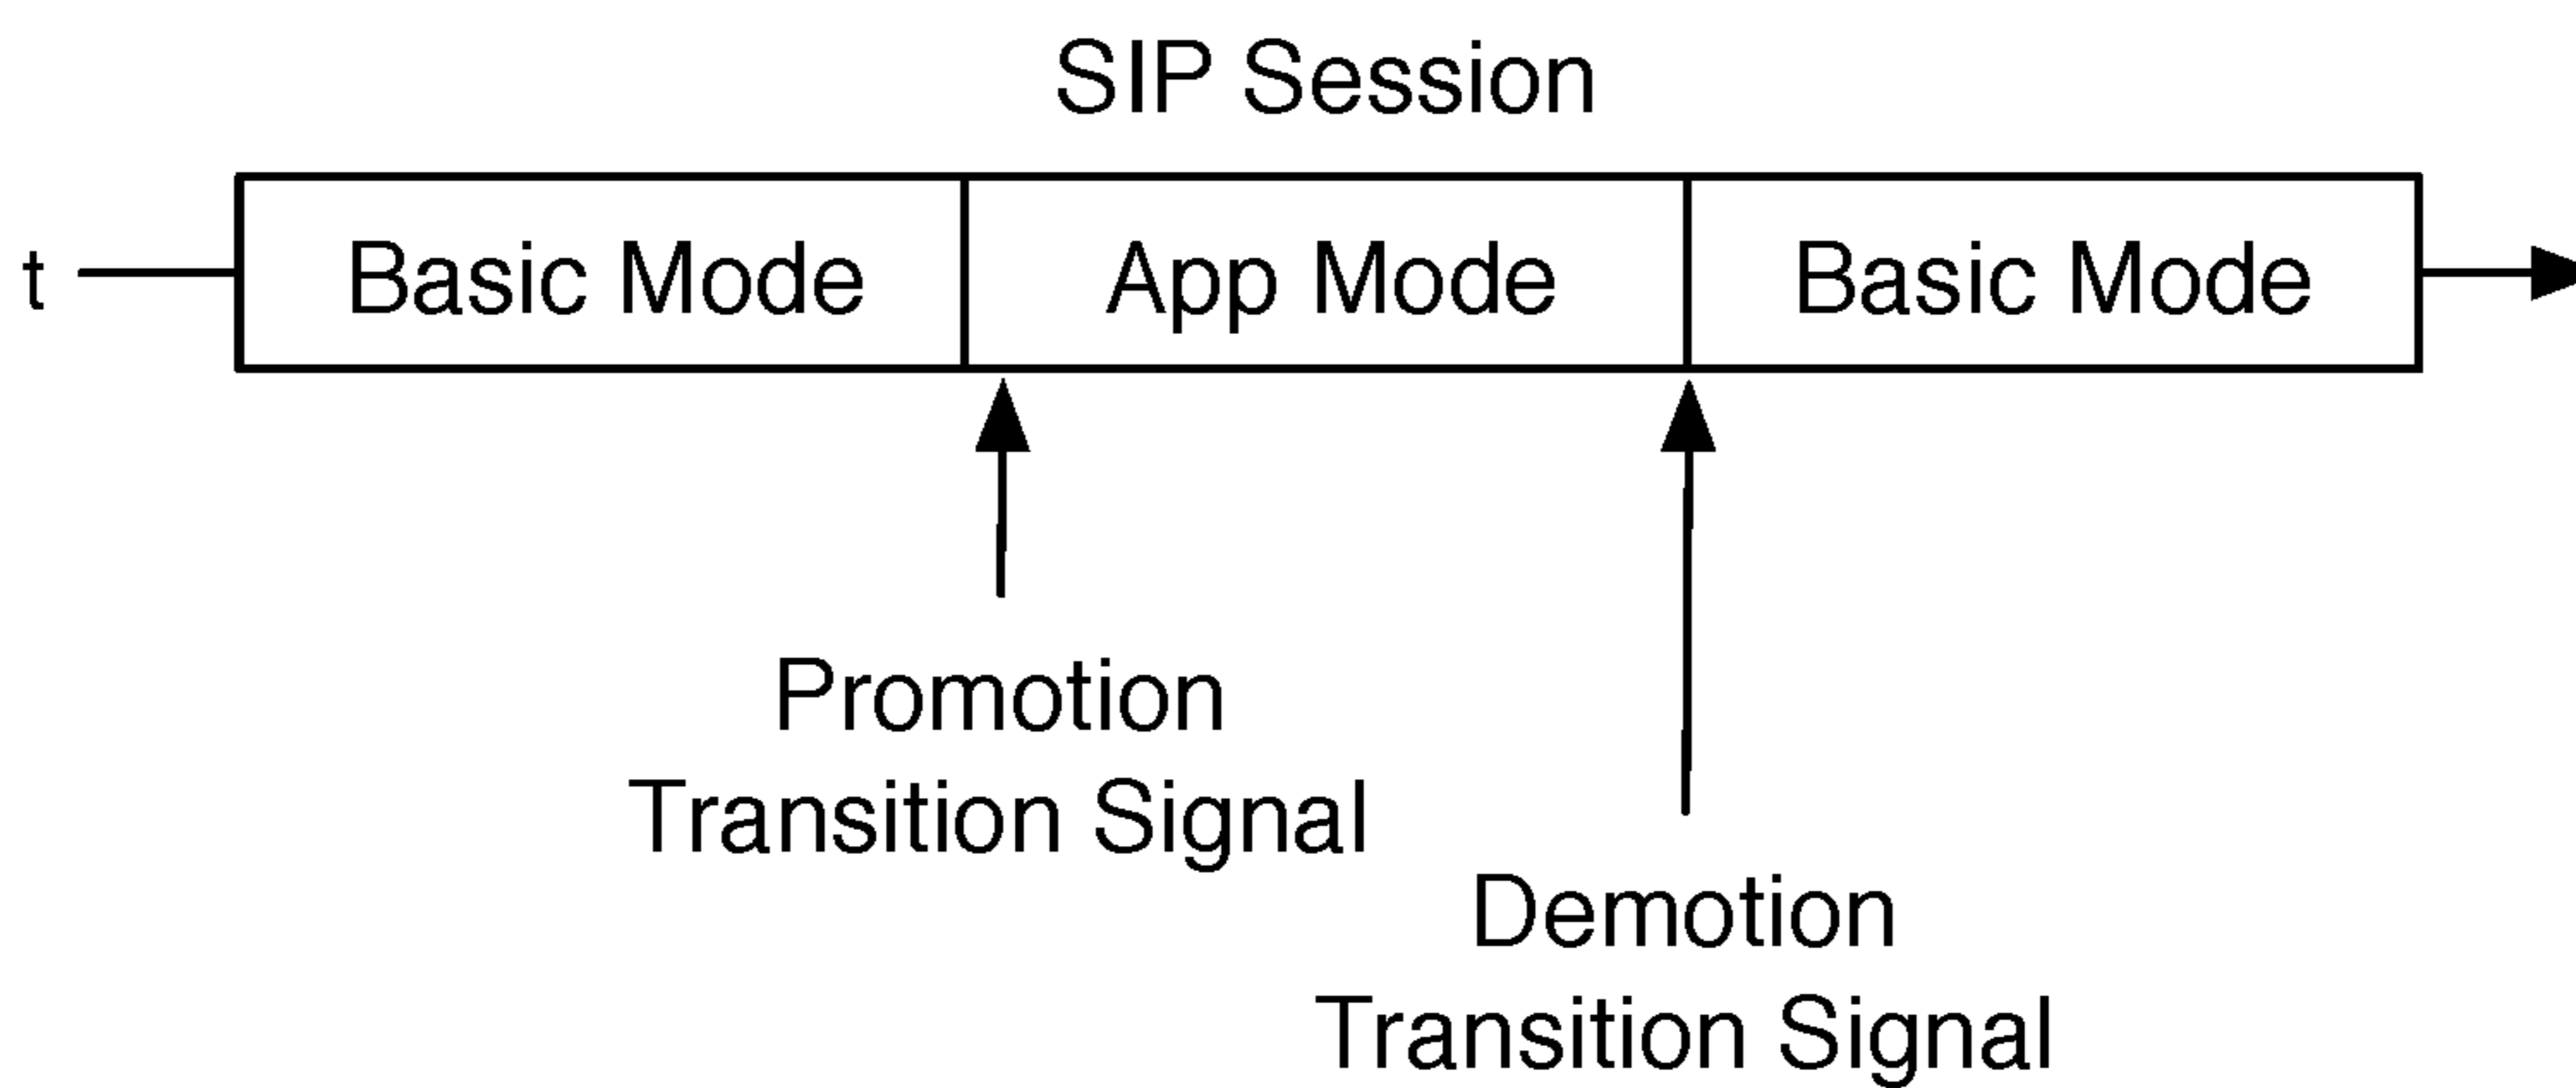 SIP Session
t
Basic Mode
App Mode
Basic Mode
Promotion
Transition Signal
Demotion
Transition Signal